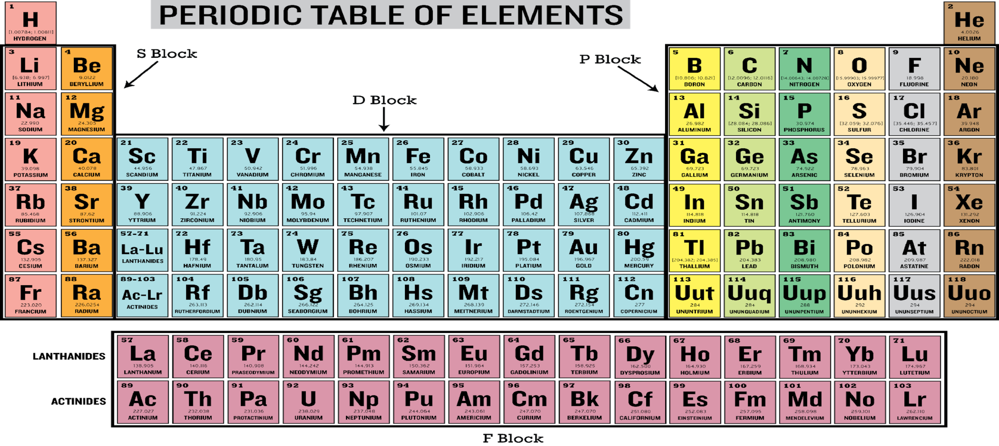 PERIODIC TABLE OF ELEMENTS
1 2
H He
[1.00784; 1.00811] 4.0026
HYDROGEN HELIUM
S Block
P Block
3 4 5 6 7 8 9 10
Li Be B C N O F Ne
[6.938; 6.997] 9.0122 [10.806; 10.821] [12.0096; 12.0116] [14.00643; 14.00728] [15.99903; 15.99977] 18.998 20.180
LITHIUM BERYLLIUM BORON CARBON NITROGEN OXYGEN FLUORINE NEON
D Block
11 12 13 14 15 16 17 18
Na Mg Al Si P S Cl Ar
22.990 24.305 26.982 [28.084; 28.086] 30.974 [32.059; 32.076] [35.446; 35.457] 39.948
SODIUM MAGNESIUM ALUMINUM SILICON PHOSPHORUS SULFUR CHLORINE ARGON
19 20 21 22 23 24 25 26 27 28 29 30 31 32 33 34 35 36
K Ca Sc Ti V Cr Mn Fe Co Ni Cu Zn Ga Ge As Se Br Kr
39.098 40.078 44.956 47.867 50.942 51.996 54.938 55.845 58.933 58.693 63.546 65.392 69.723 69.723 74.922 78.963 79.904 83.801
POTASSIUM CALCIUM SCANDIUM TITANIUM VANADIUM CHROMIUM MANGANESE IRON COBALT NICKEL COPPER ZINC GALLIUM GERMANIUM ARSENIC SELENIUM BROMIUM KRYPTON
37 38 39 40 41 42 43 44 45 46 47 48 49 50 51 52 53 54
Rb Sr Y Zr Nb Mo Tc Ru Rh Pd Ag Cd In Sn Sb Te I Xe
85.468 87.62 88.906 91.224 92.906 95.94 97.907 101.07 102.906 106.42 107.868 112.411 114.818 114.818 121.760 127.603 126.904 131.292
RUBIDIUM STRONTIUM YTTRIUM ZIRCONIUM NIOBIUM MOLYBDENUM TECHNETIUM RUTHENIUM RHODIUM PALLADIUM SILVER CADMIUM INDIUM TIN ANTIMONY TELLURIUM IODINE XENON
55 56 57-71 72 73 74 75 76 77 78 79 80 81 82 83 84 85 86
Cs Ba La-Lu Hf Ta W Re Os Ir Pt Au Hg Tl Pb Bi Po At Rn
132.905 137.327 LANTHANIDES 178.49 180.95 183.84 186.207 190.233 192.217 195.084 196.967 200.59 [204.382; 204.385] 204.383 208.980 208.982 209.987 222.018
CESIUM BARIUM HAFNIUM TANTALUM TUNGSTEN RHENIUM OSMIUM IRIDIUM PLATIUM GOLD MERCURY THALLIUM LEAD BISMUTH POLONIUM ASTATINE RADON
87 88 89-103 104 105 106 107 108 109 110 111 112 113 114 115 116 117 118
Fr Ra Ac-Lr Rf Db Sg Bh Hs Mt Ds Rg Cn Uut Uuq Uup Uuh Uus Uuo
223.020 226.0254 ACTINIDES 263.113 262.114 266.122 264.125 269.134 268.139 272.146 272.154 277 284 284 288 292 294 294
FRANCIUM RADIUM RUTHERFORDIUM DUBNIUM SEABORGIUM BOHRIUM HASSIUM MEITNERIUM DARMSTADTIUM ROENTGENIUM COPERNICIUM UNUNTRIUM UNUNQUADIUM UNUNPENTIUM UNUNHEXIUM UNUNSEPTIUM UNUNOCTIUM
57 58 59 60 61 62 63 64 65 66 67 68 69 70 71
LANTHANIDES La Ce Pr Nd Pm Sm Eu Gd Tb Dy Ho Er Tm Yb Lu
138.905 140.116 140.908 144.242 144.913 150.362 151.964 157.253 158.925 162.500 164.930 167.259 168.934 173.043 174.967
LANTHANUM CERIUM PRASEODYMIUM NEODYMIUM PROMETHIUM SAMARIUM EUROPIUM GADOLINIUM TERBIUM DYSPROSIUM HOLMIUM ERBIUM THULIUM YTTERBIUM LUTETIUM
89 90 91 92 93 94 95 96 97 98 99 100 101 102 103
ACTINIDES Ac Th Pa U Np Pu Am Cm Bk Cf Es Fm Md No Lr
227.027 232.038 231.036 238.029 237.048 244.064 243.061 247.070 247.070 251.080 252.083 257.095 258.098 259.101 262.110
ACTINIUM THORIUM PROTACTINIUM URANIUM NEPTUNIUM PLUTONIUM AMERICIUM CURIUM BERKELIUM CALIFORNIUM EINSTEINIUM FERMIUM MENDELEVIUM NOBELIUM LAWRENCIUM
F Block